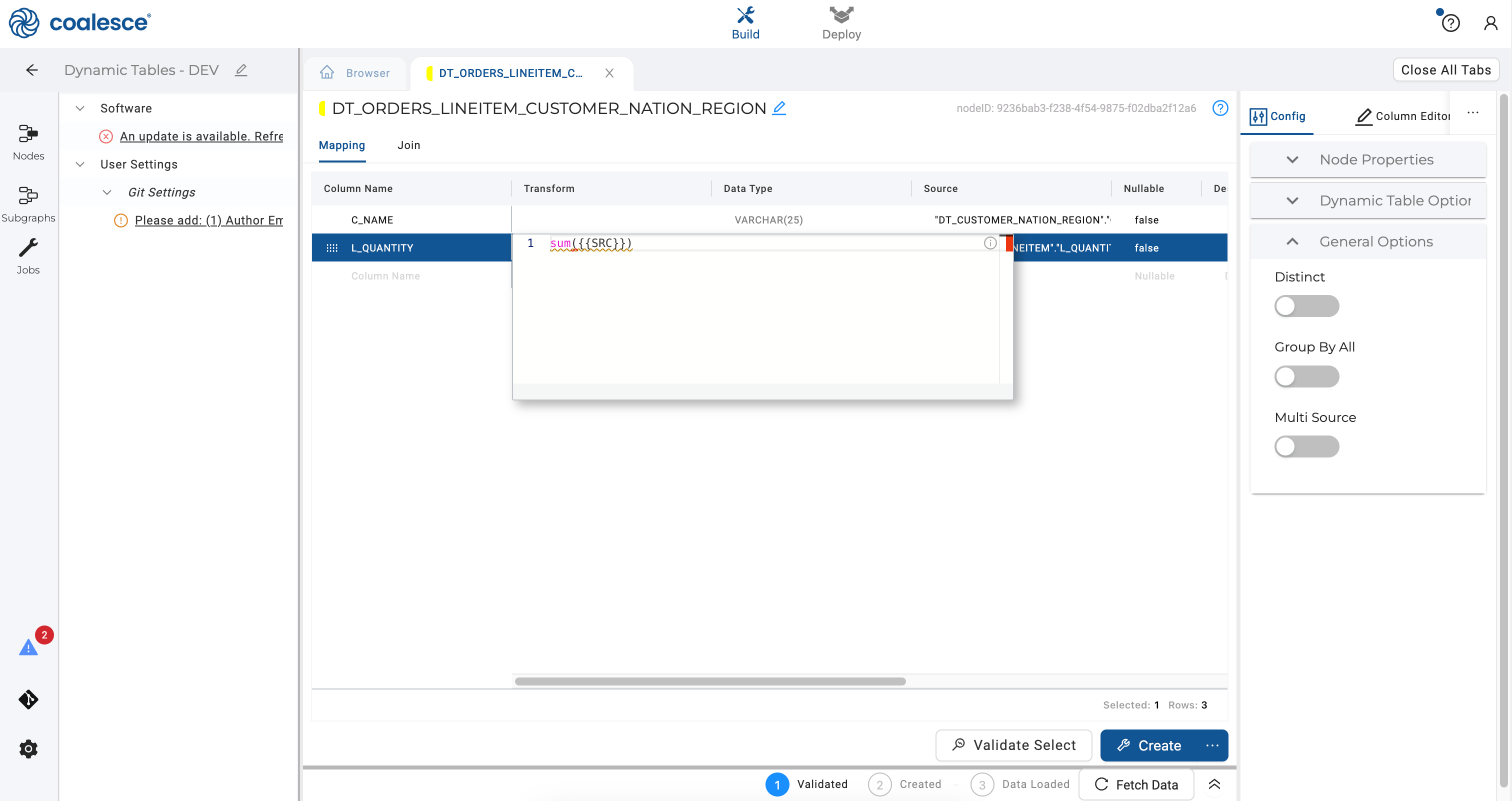 coalesce
Build
Deploy
Dynamic Tables - DEV
Browser
DT_ORDERS_LINEITEM_C...
Close All Tabs
Nodes
Subgraphs
Jobs
2
Software
An update is available. Refre
User Settings
Git Settings
Please add: (1) Author Em
DT_ORDERS_LINEITEM_CUSTOMER_NATION_REGION
nodeID: 9236bab3-f238-4f54-9875-f02dba2f12a6
Mapping
Join
Column Name Transform Data Type Source Nullable De
C_NAME VARCHAR(25) "DT_CUSTOMER_NATION_REGION"." false
L_QUANTITY NEITEM"."L_QUANTI false
1 sum({{SRC}})
Column Name Nullable
Selected: 1 Rows: 3
Validate Select
Create ...
1 Validated
2 Created
3 Data Loaded
Fetch Data
Config
Column Editor
...
Node Properties
Dynamic Table Option
General Options
Distinct
Group By All
Multi Source